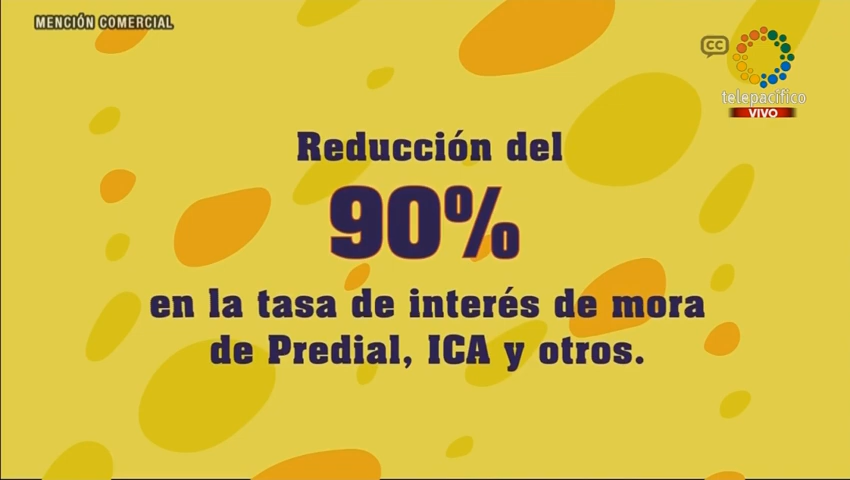 MENCIÓN COMERCIAL
CC
telepacífico
VIVO
Reducción del
90%
en la tasa de interés de mora
de Predial, ICA y otros.